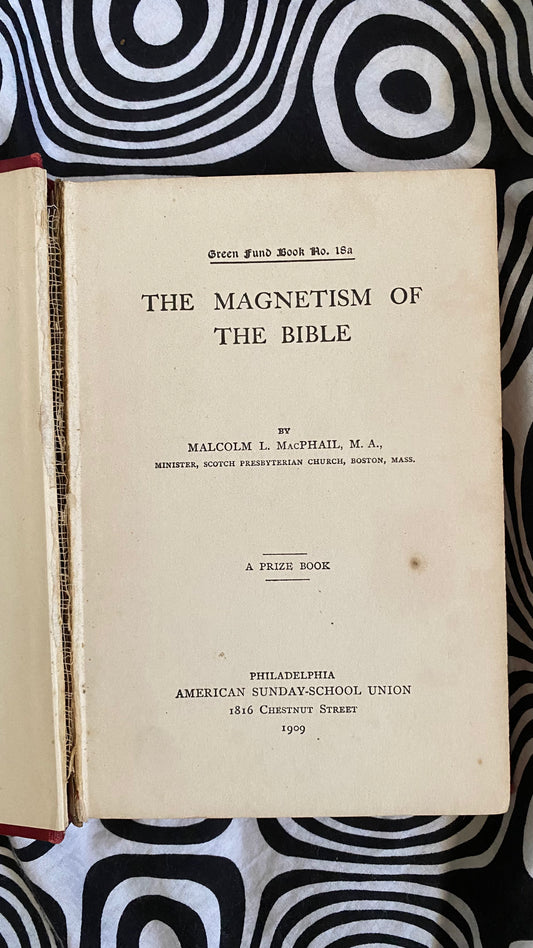 Green Fund Book No. 18a
THE MAGNETISM OF
THE BIBLE
BY
MALCOLM L. MACPHAIL, M. A.,
MINISTER, SCOTCH PRESBYTERIAN CHURCH, BOSTON, MASS.
A PRIZE BOOK
PHILADELPHIA
AMERICAN SUNDAY-SCHOOL UNION
1816 CHESTNUT STREET
1909